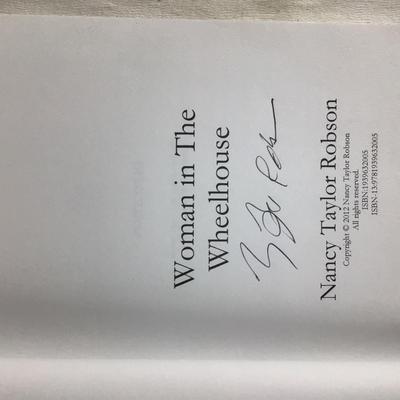 Woman in The
Wheelhouse
Nancy Taylor Robson
Copyright © 2012 Nancy Taylor Robson
All rights reserved.
ISBN:1939632005
ISBN-13:9781939632005